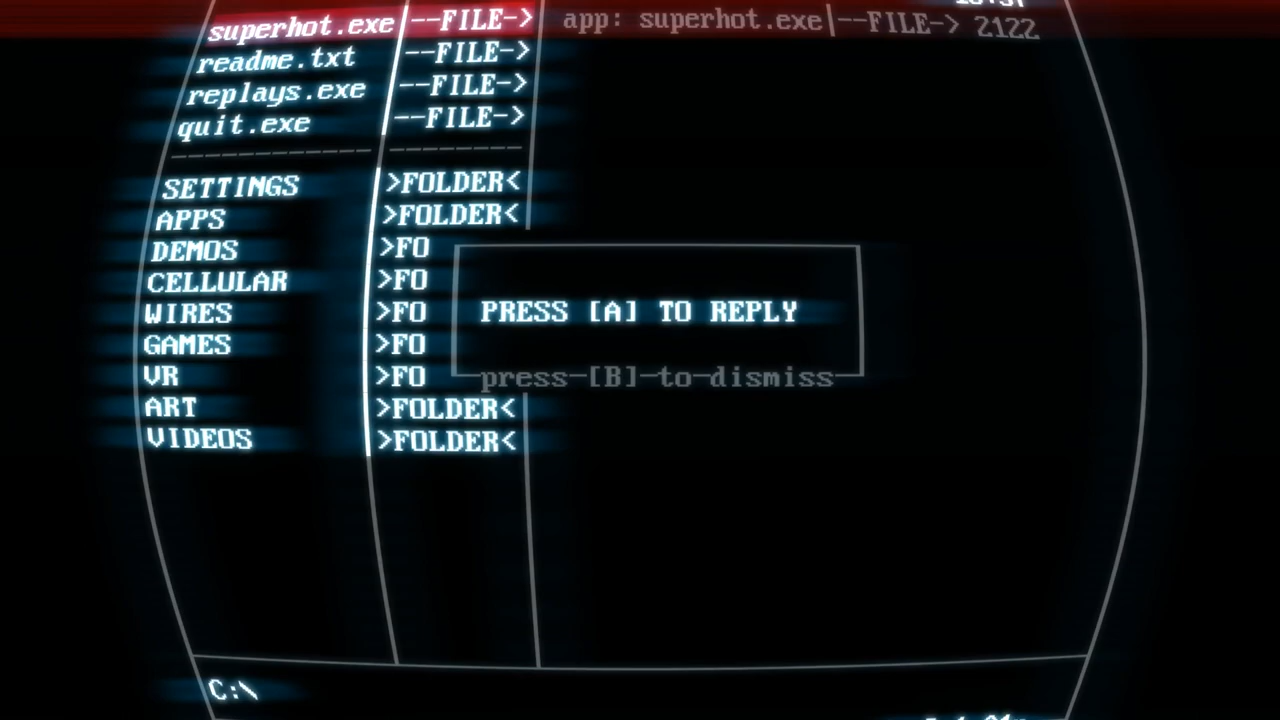 superhot.exe --FILE-> app: superhot.exe|--FILE-> 2122
readme.txt --FILE->
replays.exe --FILE->
quit.exe --FILE->
SETTINGS >FOLDER<
APPS >FOLDER<
DEMOS >FO
CELLULAR >FO
WIRES >FO PRESS [A] TO REPLY
GAMES >FO
VR >FO press-[B]-to-dismiss
ART >FOLDER<
VIDEOS >FOLDER<
C:\